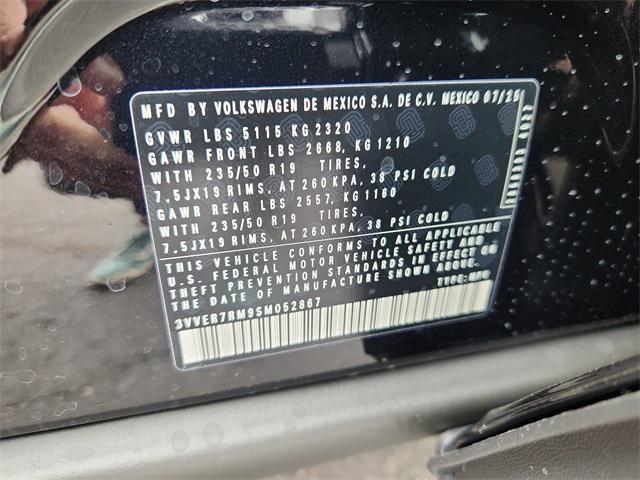 MFD BY VOLKSWAGEN DE MEXICO S.A. DE C.V. MEXICO 07/25
GVWR LBS 5115 KG 2320
GAWR FRONT LBS 2668, KG 1210
WITH 235/50 R19 TIRES,
7.5JX19 RIMS, AT 260 KPA, 38 PSI COLD
GAWR REAR LBS 2557, KG 1160
WITH 235/50 R19 TIRES,
7.5JX19 RIMS, AT 260 KPA, 38 PSI COLD
THIS VEHICLE CONFORMS TO ALL APPLICABLE
U.S. FEDERAL MOTOR VEHICLE SAFETY AND
THEFT PREVENTION STANDARDS IN EFFECT ON
THE DATE OF MANUFACTURE SHOWN ABOVE.
TYPE: MPV
3VVER7RM9SM052867